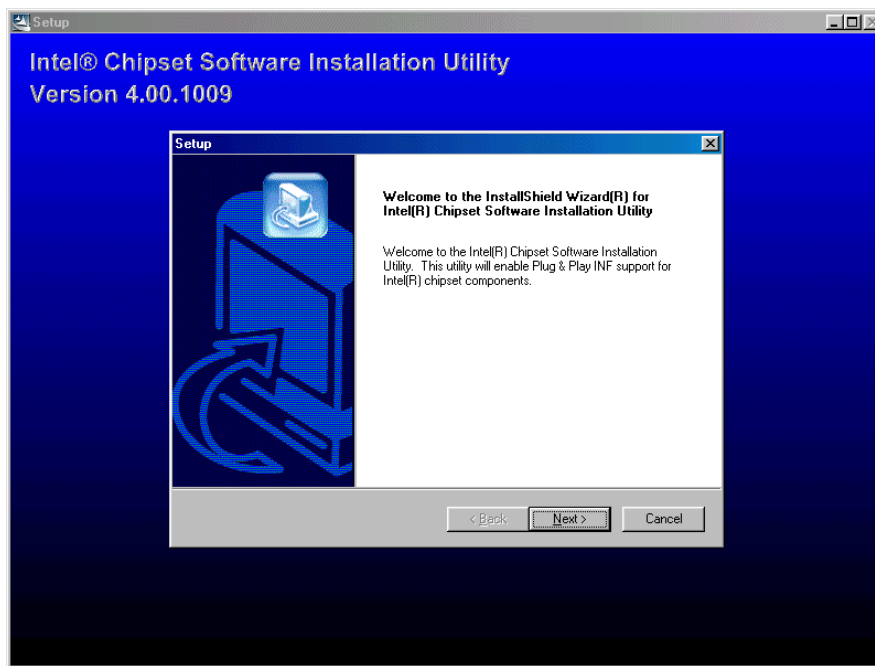 Setup
Intel® Chipset Software Installation Utility
Version 4.00.1009
Setup
Welcome to the InstallShield Wizard(R) for
Intel(R) Chipset Software Installation Utility
Welcome to the Intel(R) Chipset Software Installation
Utility. This utility will enable Plug & Play INF support for
Intel(R) chipset components.
< Back
Next >
Cancel